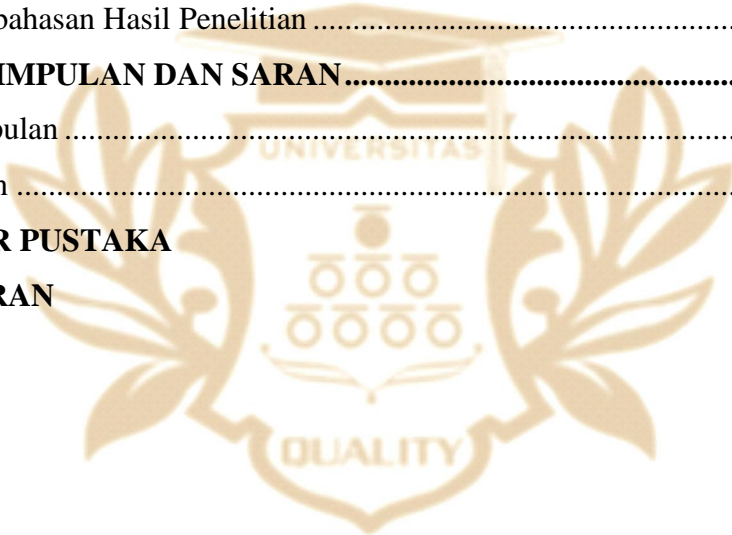 bahasan Hasil Penelitian ..........................................................
IMPULAN DAN SARAN..........................................................
pulan ..........................................................................................
n ..................................................................................................
R PUSTAKA
RAN
UNIVERSITAS
QUALITY